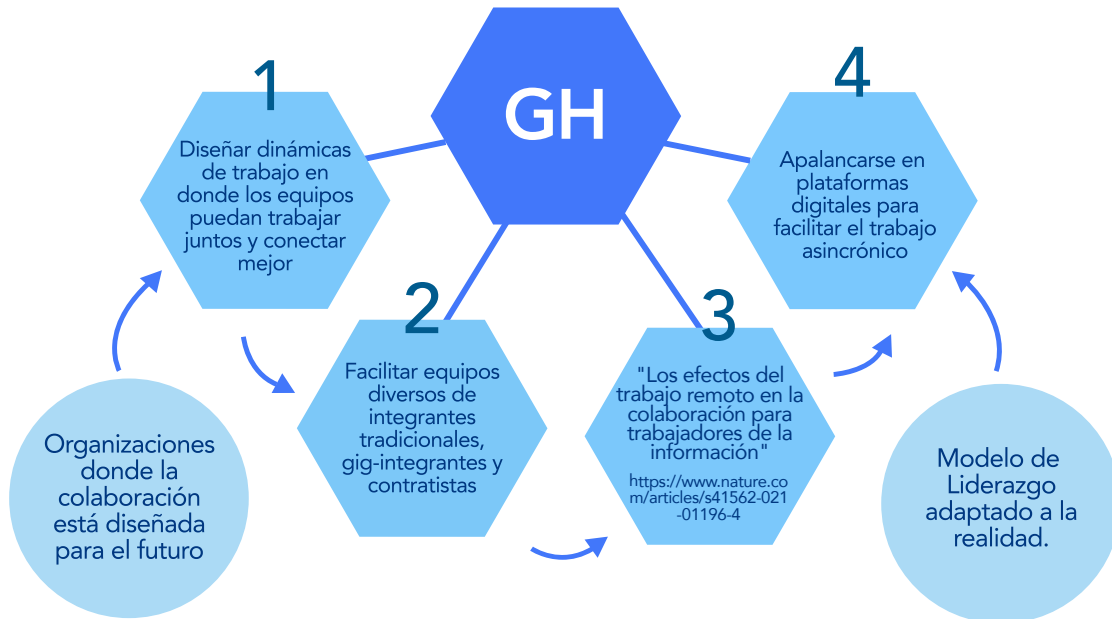 GH
1
Diseñar dinámicas
de trabajo en
donde los equipos
puedan trabajar
juntos y conectar
mejor
2
Facilitar equipos
diversos de
integrantes
tradicionales,
gig-integrantes y
contratistas
3
"Los efectos del
trabajo remoto en la
colaboración para
trabajadores de la
información"
https://www.nature.co
m/articles/s41562-021
-01196-4
4
Apalancarse en
plataformas
digitales para
facilitar el trabajo
asincrónico
Organizaciones
donde la
colaboración
está diseñada
para el futuro
Modelo de
Liderazgo
adaptado a la
realidad.